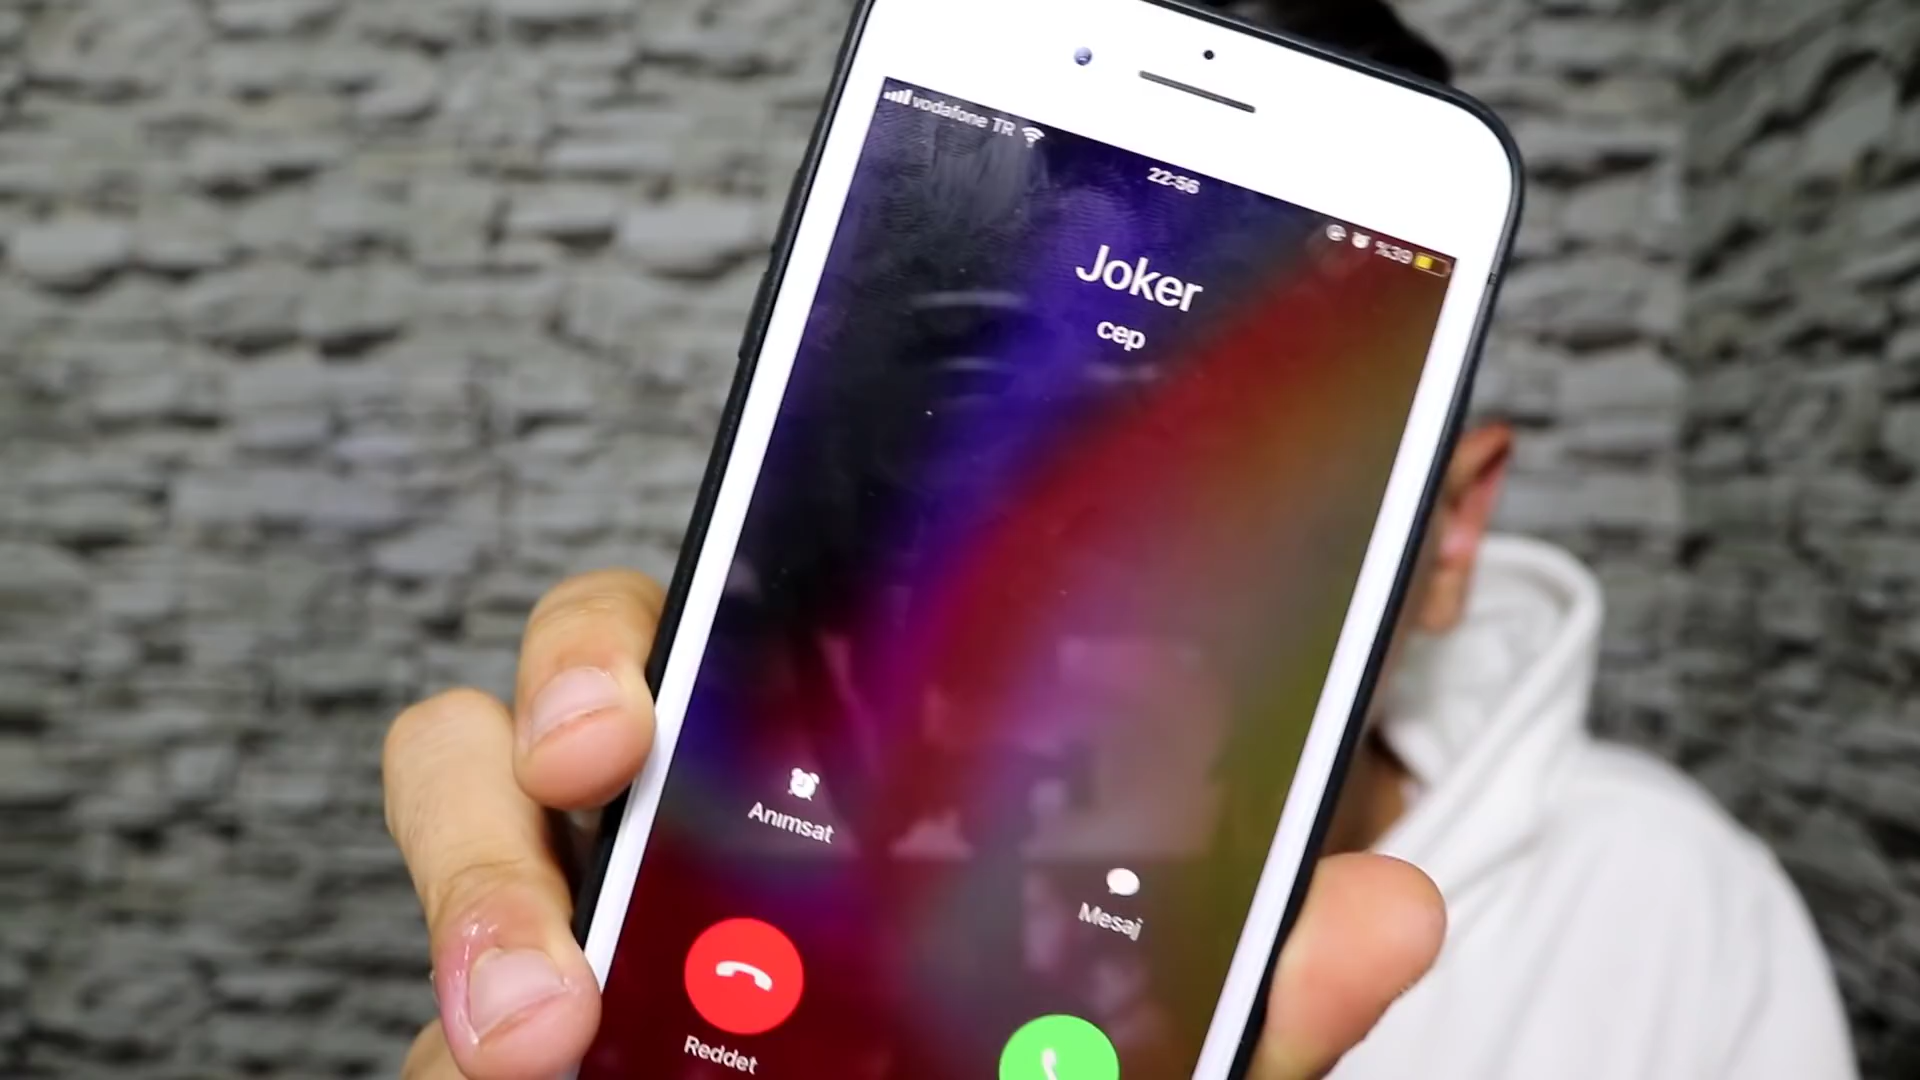 vodafone TR
22:56
%39
Joker
cep
Anımsat
Mesaj
Reddet